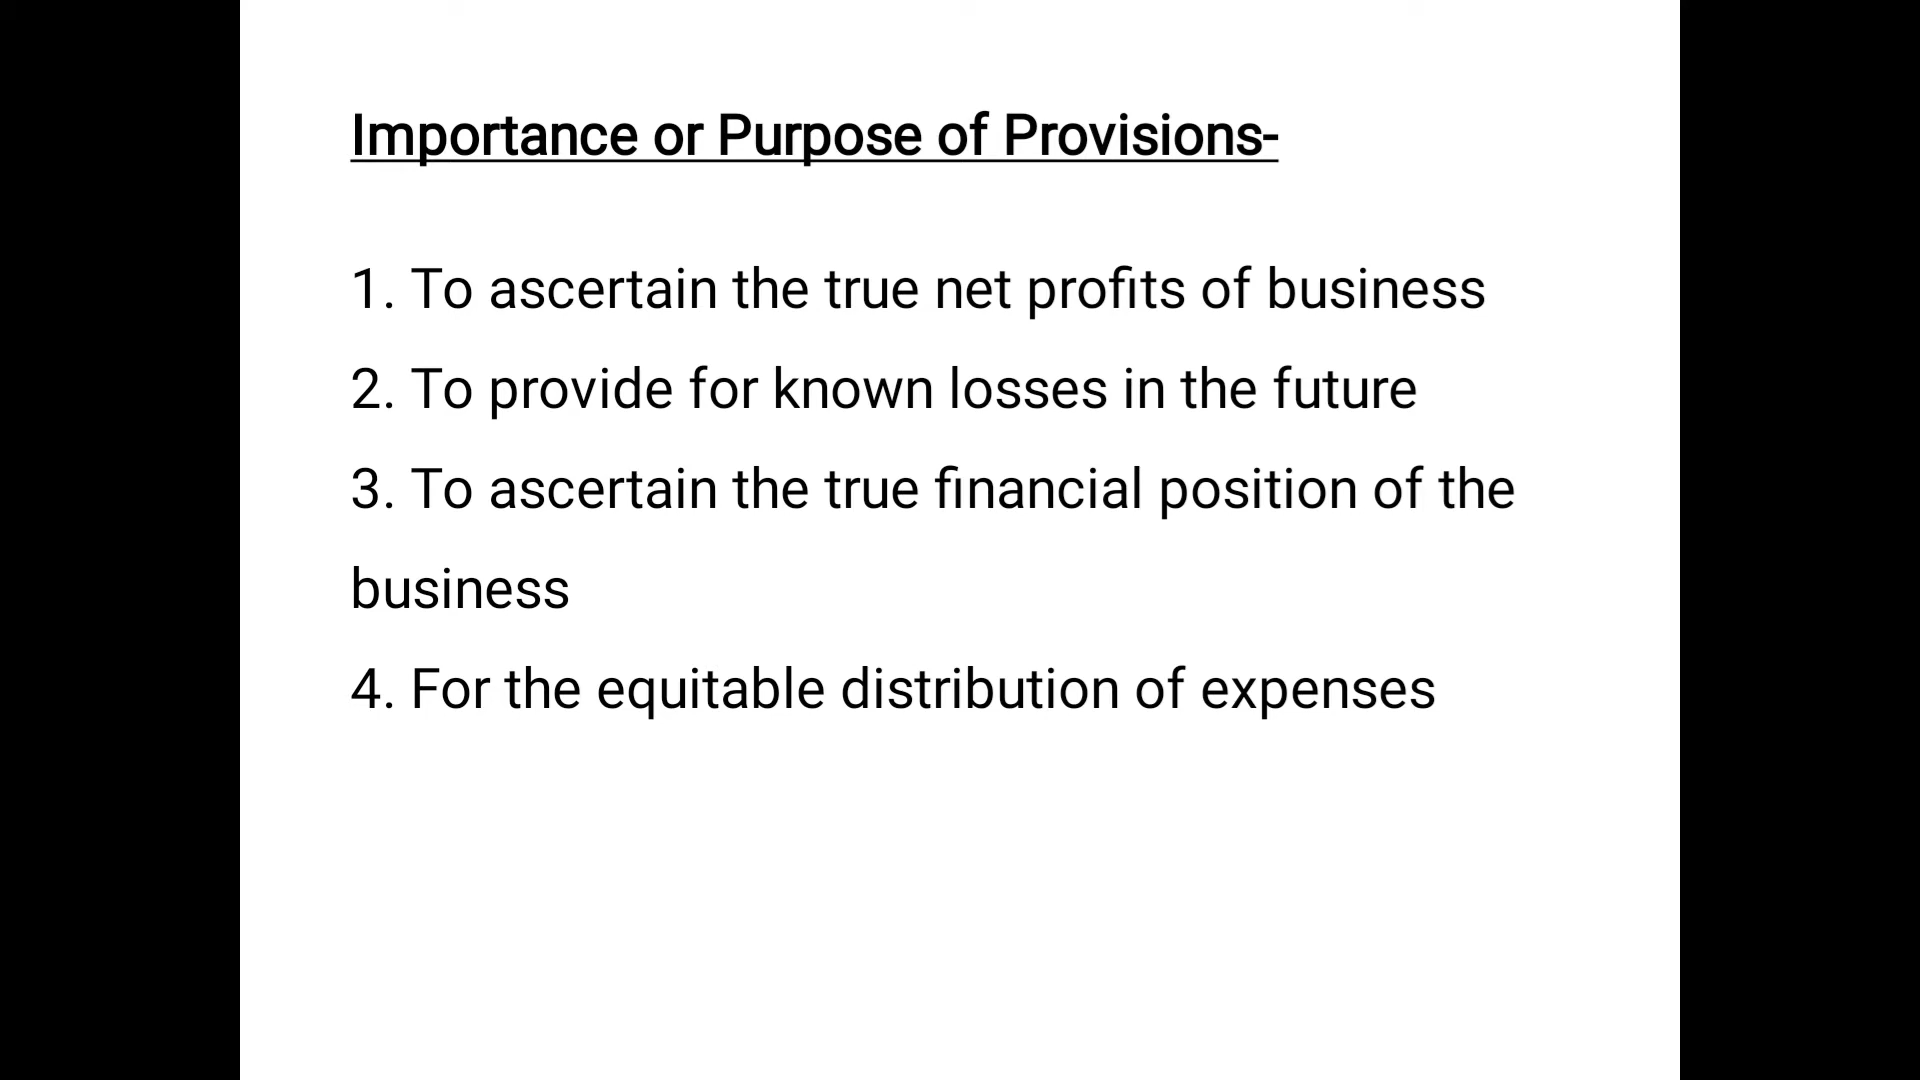 Importance or Purpose of Provisions-
1. To ascertain the true net profits of business
2. To provide for known losses in the future
3. To ascertain the true financial position of the
business
4. For the equitable distribution of expenses